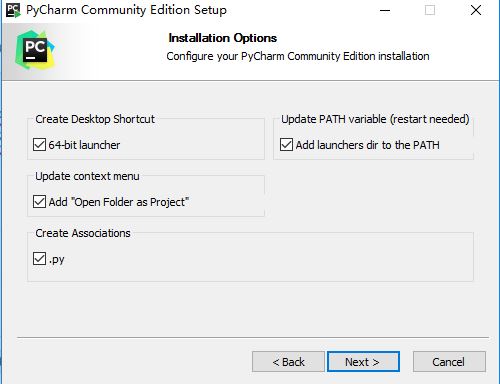 PyCharm Community Edition Setup
PC
Installation Options
Configure your PyCharm Community Edition installation
Create Desktop Shortcut
64-bit launcher
Update PATH variable (restart needed)
Add launchers dir to the PATH
Update context menu
Add "Open Folder as Project"
Create Associations
.py
< Back
Next >
Cancel